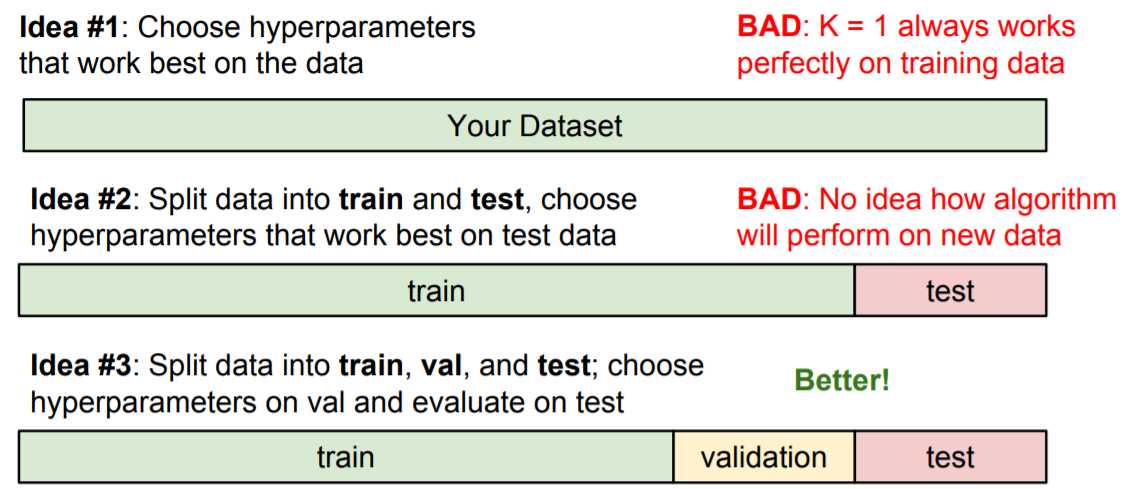 Idea #1: Choose hyperparameters
that work best on the data
BAD: K = 1 always works
perfectly on training data
Your Dataset
Idea #2: Split data into train and test, choose
hyperparameters that work best on test data
BAD: No idea how algorithm
will perform on new data
train
test
Idea #3: Split data into train, val, and test; choose
hyperparameters on val and evaluate on test
Better!
train
validation
test